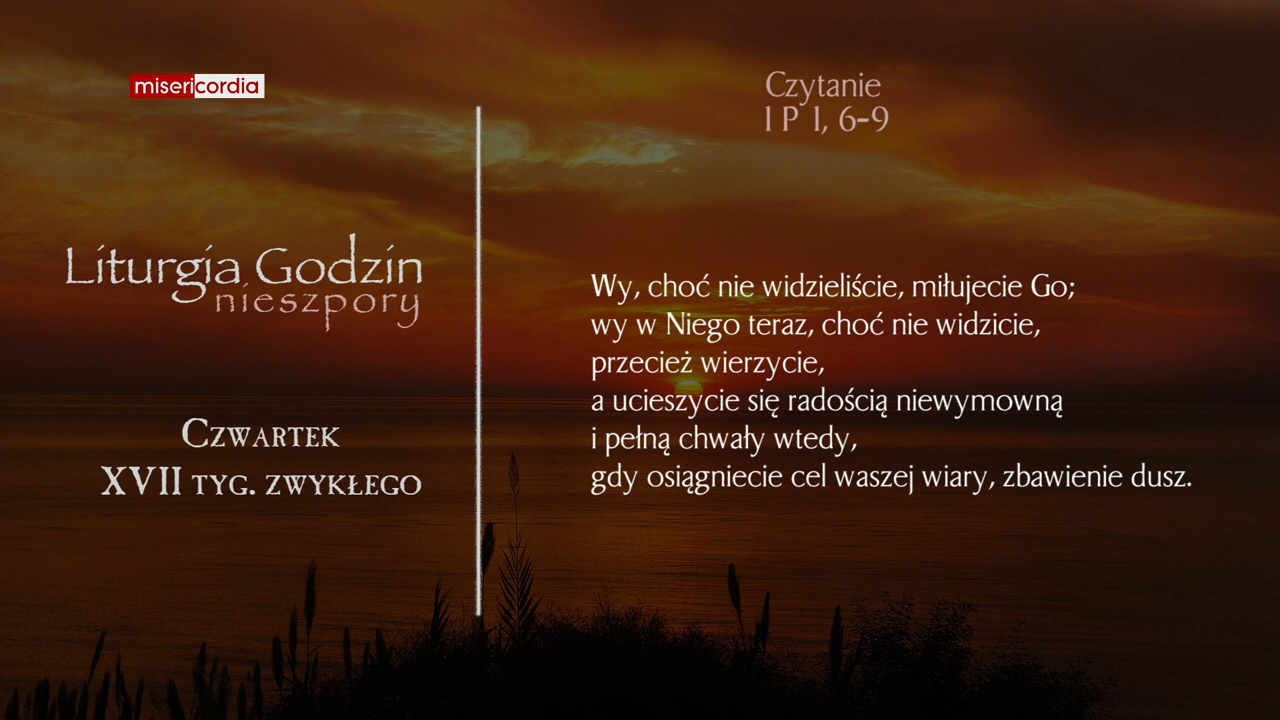 misericordia
Liturgia Godzin
nieszpory
Czwartek
XVII tyg. zwykłego
Czytanie
1 P 1, 6-9
Wy, choć nie widzieliście, miłujecie Go;
wy w Niego teraz, choć nie widzicie,
przecież wierzycie,
a ucieszycie się radością niewymowną
i pełną chwały wtedy,
gdy osiągniecie cel waszej wiary, zbawienie dusz.